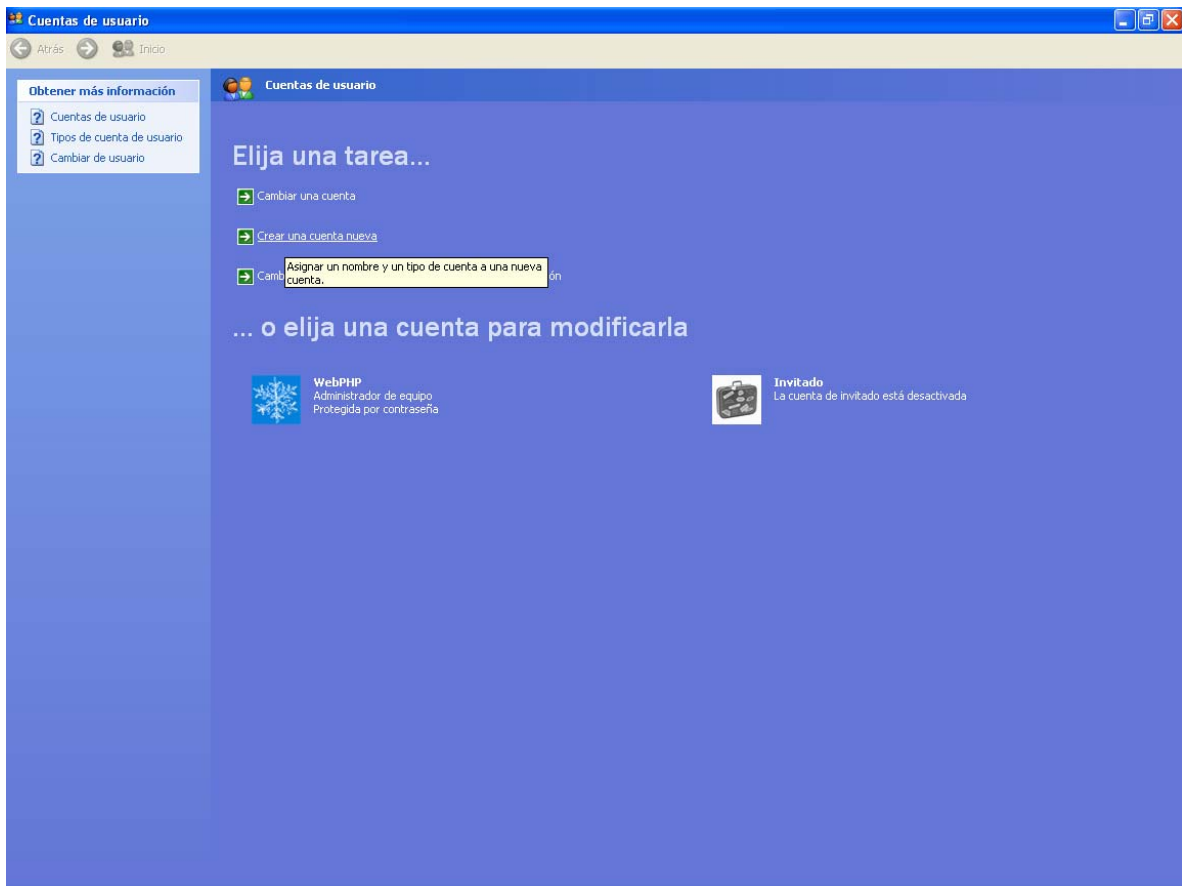 Cuentas de usuario
Atrás
Inicio
Obtener más información
Cuentas de usuario
Tipos de cuenta de usuario
Cambiar de usuario
Cuentas de usuario
Elija una tarea...
Cambiar una cuenta
Crear una cuenta nueva
Asignar un nombre y un tipo de cuenta a una nueva
cuenta.
... o elija una cuenta para modificarla
WebPHP
Administrador de equipo
Protegida por contraseña
Invitado
La cuenta de invitado está desactivada